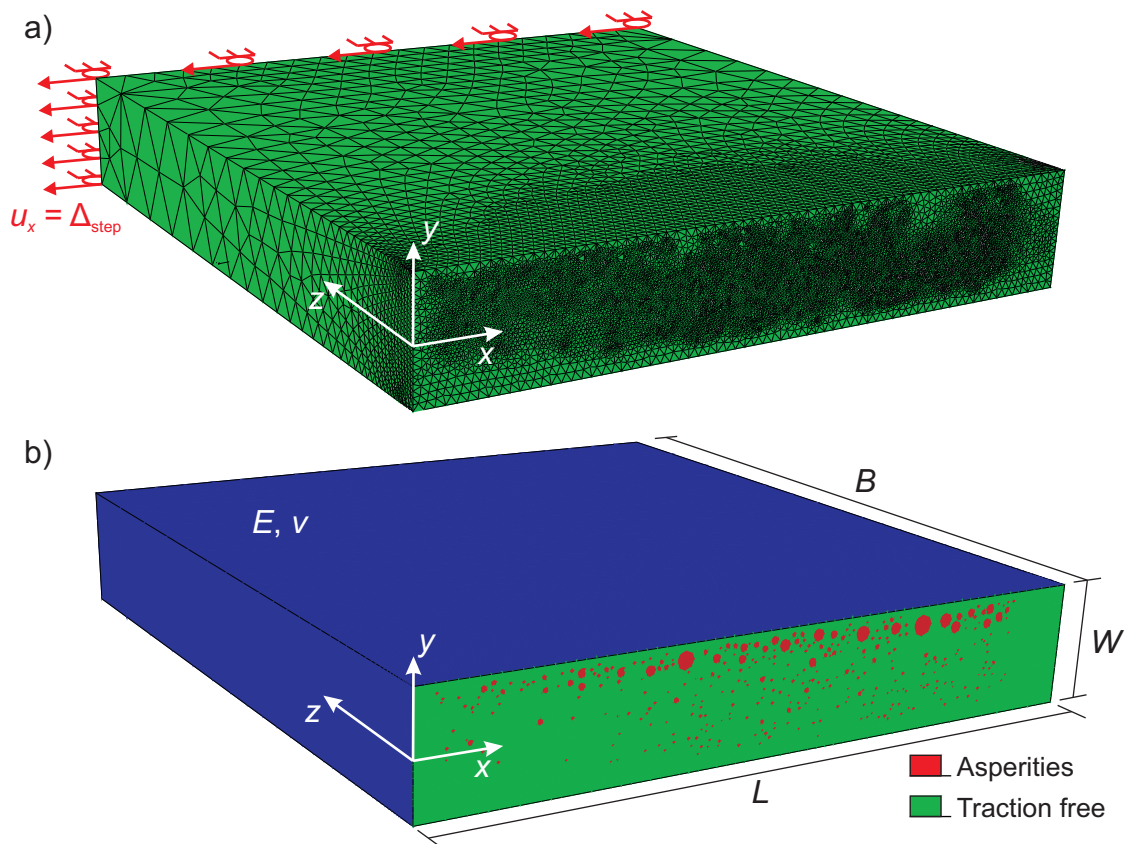 a)
u_x = Δ_step
y
z
x
b)
B
E, v
W
y
z
x
L
Asperities
Traction free